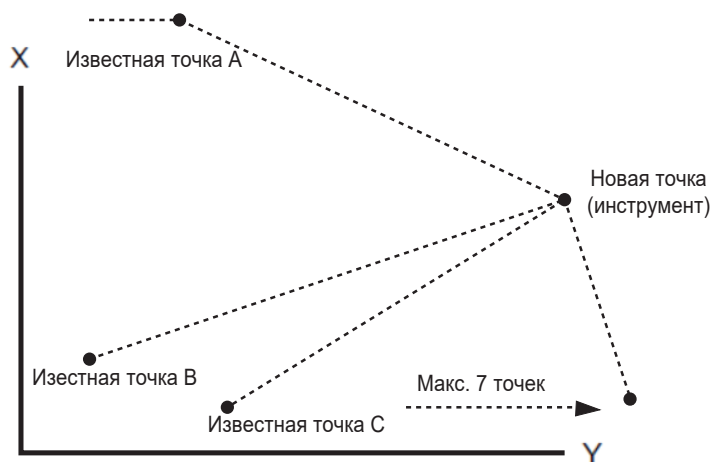 X
Известная точка A
Новая точка
(инструмент)
Изестная точка B
Макс. 7 точек
Известная точка C
Y